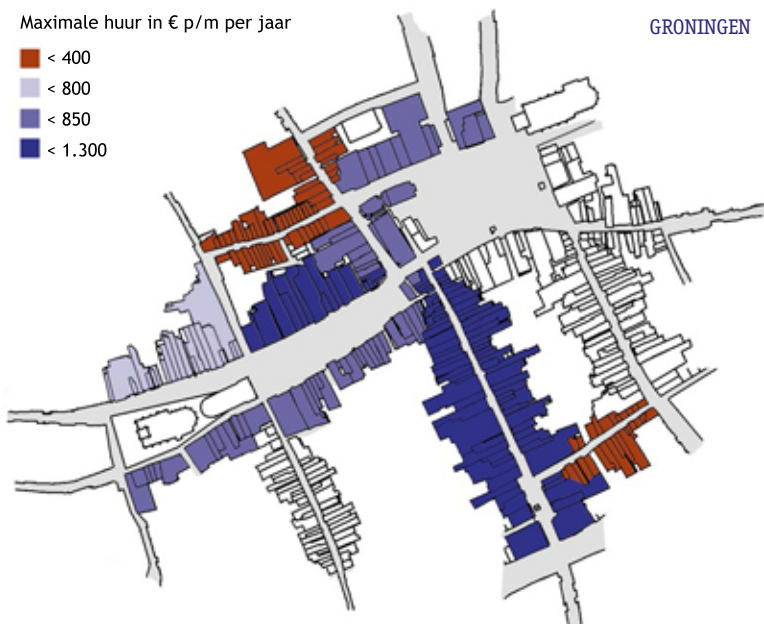 Maximale huur in € p/m per jaar
GRONINGEN
< 400
< 800
< 850
< 1.300